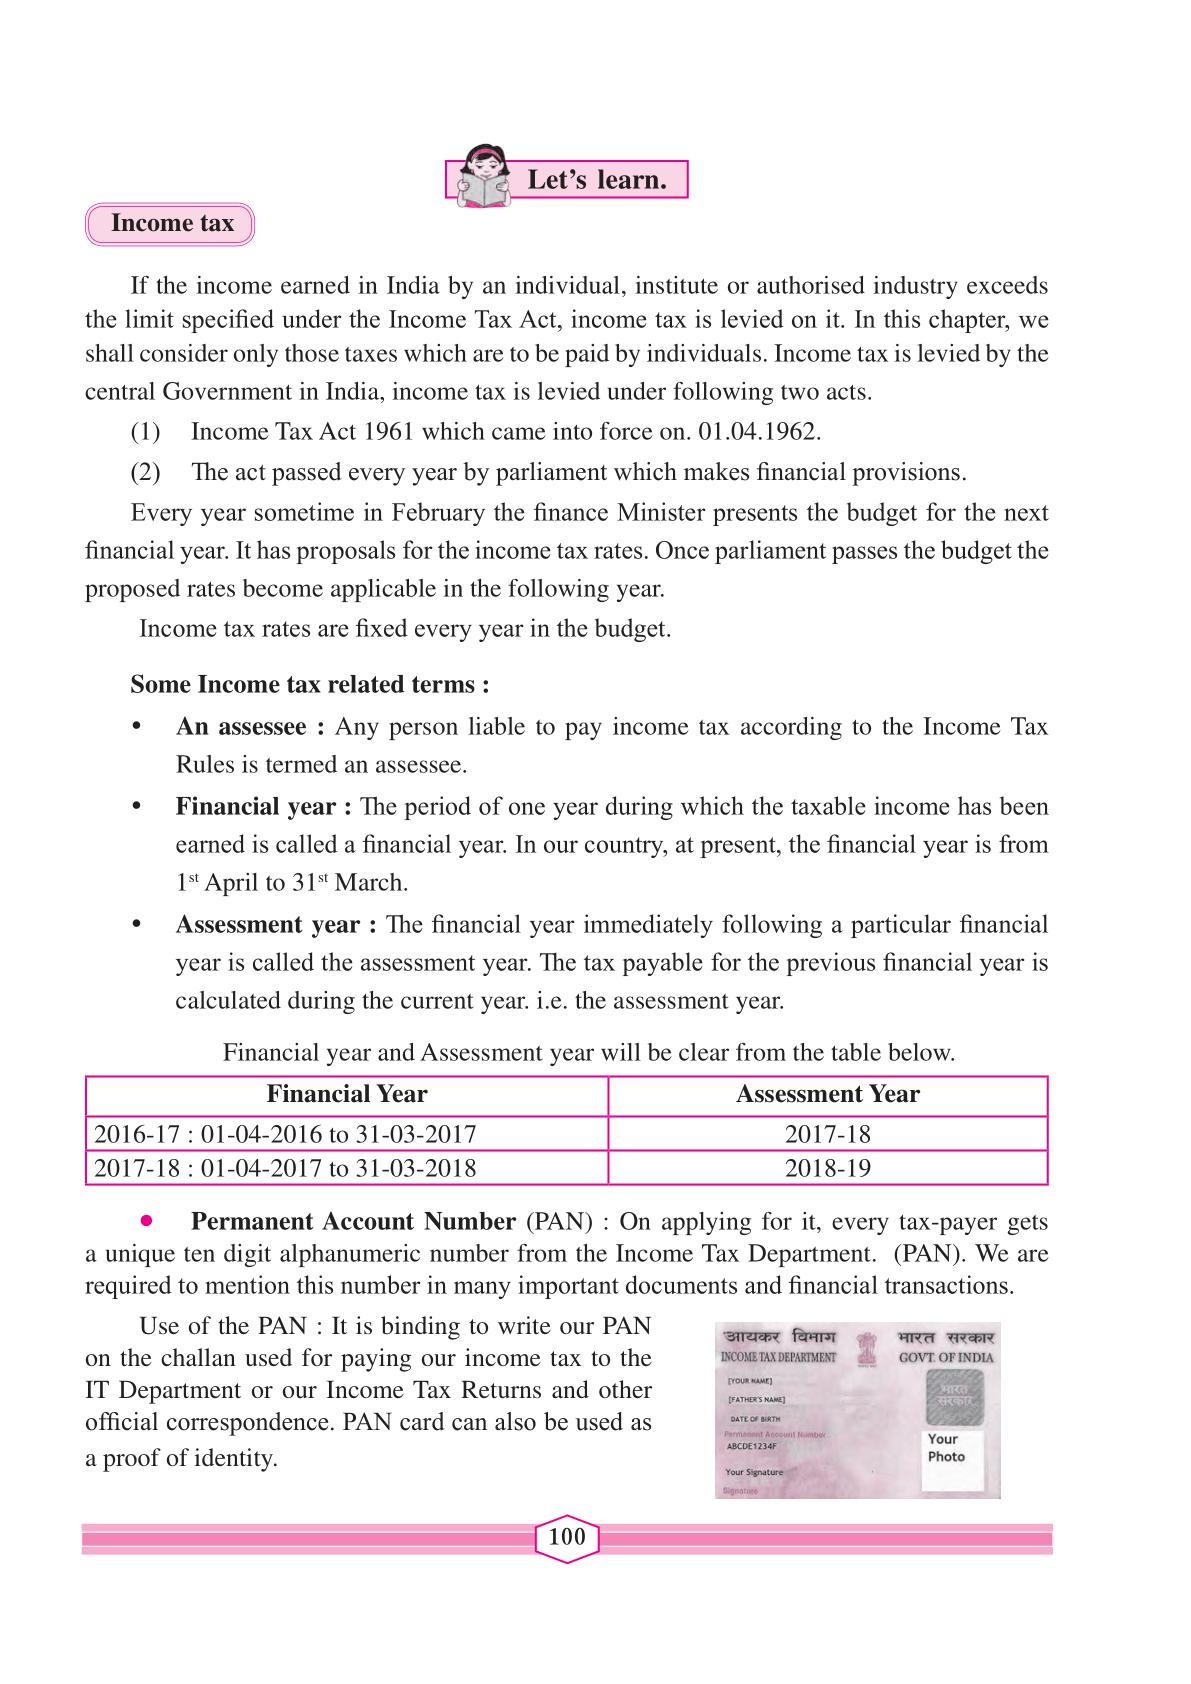 Let’s learn.
Income tax
If the income earned in India by an individual, institute or authorised industry exceeds
the limit specified under the Income Tax Act, income tax is levied on it. In this chapter, we
shall consider only those taxes which are to be paid by individuals. Income tax is levied by the
central Government in India, income tax is levied under following two acts.
(1) Income Tax Act 1961 which came into force on. 01.04.1962.
(2) The act passed every year by parliament which makes financial provisions.
Every year sometime in February the finance Minister presents the budget for the next
financial year. It has proposals for the income tax rates. Once parliament passes the budget the
proposed rates become applicable in the following year.
Income tax rates are fixed every year in the budget.
Some Income tax related terms :
• An assessee : Any person liable to pay income tax according to the Income Tax
Rules is termed an assessee.
• Financial year : The period of one year during which the taxable income has been
earned is called a financial year. In our country, at present, the financial year is from
1st April to 31st March.
• Assessment year : The financial year immediately following a particular financial
year is called the assessment year. The tax payable for the previous financial year is
calculated during the current year. i.e. the assessment year.
Financial year and Assessment year will be clear from the table below.
Financial Year Assessment Year
2016-17 : 01-04-2016 to 31-03-2017 2017-18
2017-18 : 01-04-2017 to 31-03-2018 2018-19
• Permanent Account Number (PAN) : On applying for it, every tax-payer gets
a unique ten digit alphanumeric number from the Income Tax Department. (PAN). We are
required to mention this number in many important documents and financial transactions.
Use of the PAN : It is binding to write our PAN
on the challan used for paying our income tax to the
IT Department or our Income Tax Returns and other
official correspondence. PAN card can also be used as
a proof of identity.
आयकर विभाग भारत सरकार
INCOME TAX DEPARTMENT GOVT. OF INDIA
[YOUR NAME]
[FATHER'S NAME]
भारत
सरकार
DATE OF BIRTH
Permanent Account Number
ABCDE1234F
Your
Photo
Your Signature
Signature
100